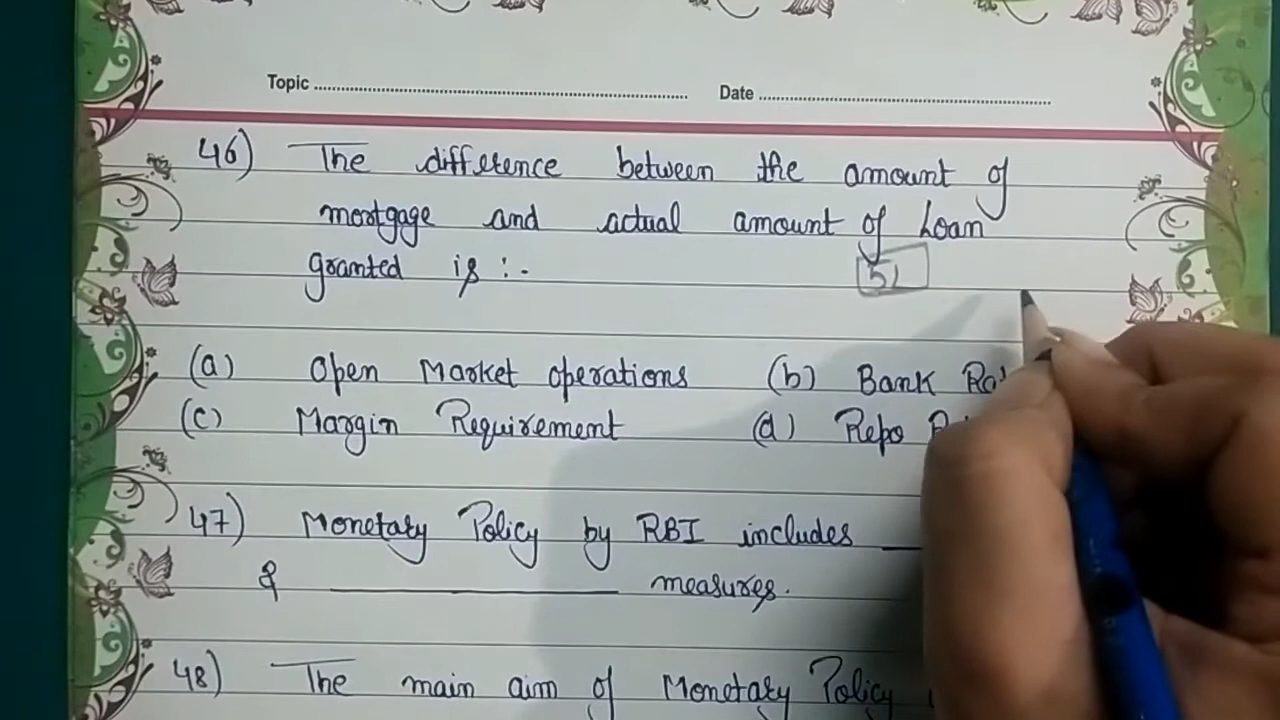 Topic ........ Date ........
46) The difference between the amount of
mortgage and actual amount of Loan
granted is :-
5L
(a) Open Market Operations (b) Bank
(c) Margin Requirement (d) Repo
47) Monetary Policy by RBI includes ___
& ___ measures.
48) The main aim of Monetary Policy